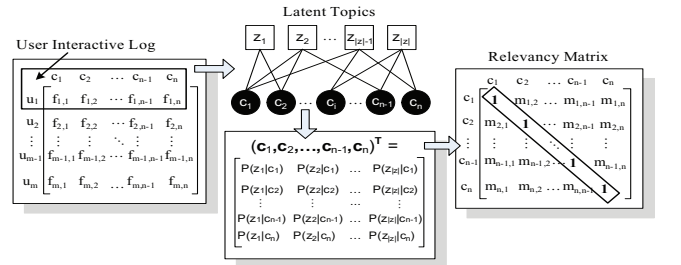 Latent Topics
User Interactive Log
z1 z2 ... z|z|-1 z|z|
Relevancy Matrix
c1 c2 ... cn-1 cn
u1 f1,1 f1,2 ... f1,n-1 f1,n
u2 f2,1 f2,2 ... f2,n-1 f2,n
⋮ ⋮ ⋮ ⋱ ⋮ ⋮
um-1 fm-1,1 fm-1,2 ... fm-1,n-1 fm-1,n
um fm,1 fm,2 ... fm,n-1 fm,n
c1 c2 ... ci ... cn-1 cn
(c1,c2,...,cn-1,cn)T =
P(z1|c1) P(z2|c1) ... P(z|z||c1)
P(z1|c2) P(z2|c2) ... P(z|z||c2)
⋮ ⋮ ... ⋮
P(z1|cn-1) P(z2|cn-1) ... P(z|z||cn-1)
P(z1|cn) P(z2|cn) ... P(z|z||cn)
c1 c2 ... cn-1 cn
c1 1 m1,2 ... m1,n-1 m1,n
c2 m2,1 1 ... m2,n-1 m2,n
⋮ ⋮ ⋮ ⋱ ⋮ ⋮
cn-1 mn-1,1 mn-1,2 ... 1 mn-1,n
cn mn,1 mn,2 ... mn,n-1 1